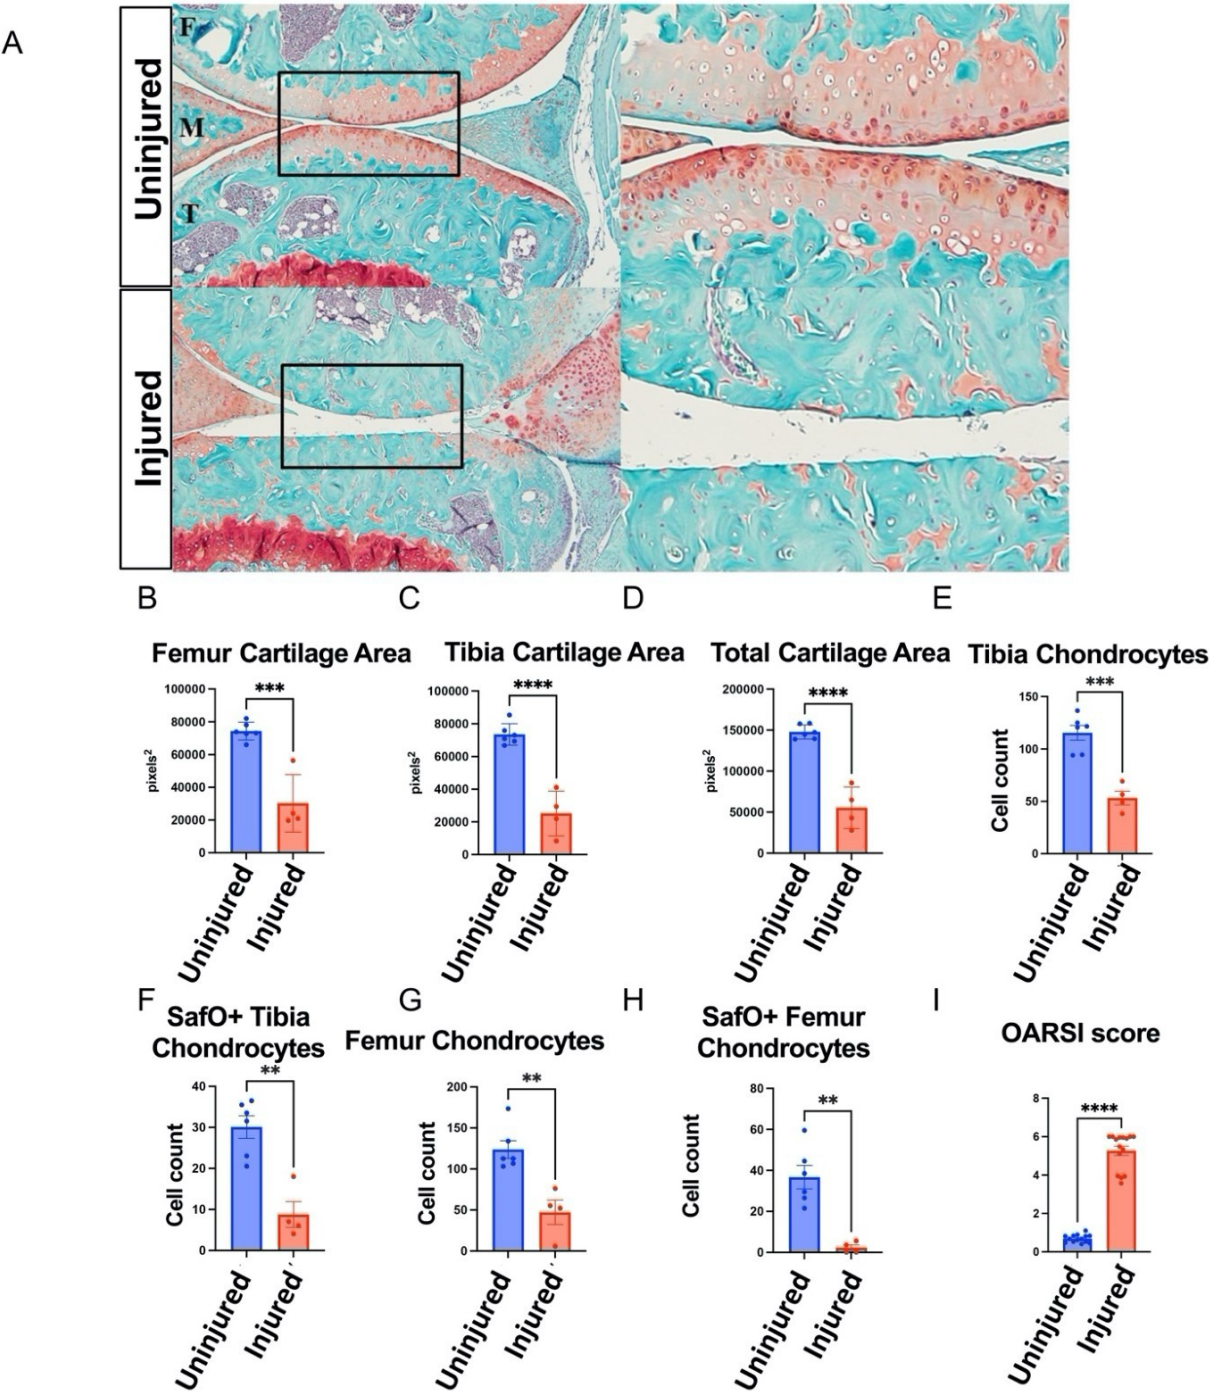 A
Uninjured
F
M
T
Injured
B
C
D
E
Femur Cartilage Area
Tibia Cartilage Area
Total Cartilage Area
Tibia Chondrocytes
100000
80000
60000
40000
20000
0
pixels2
***
Uninjured
Injured
100000
80000
60000
40000
20000
0
pixels2
****
Uninjured
Injured
200000
150000
100000
50000
0
pixels2
****
Uninjured
Injured
150
100
50
0
Cell count
***
Uninjured
Injured
F
G
H
I
SafO+ Tibia
Chondrocytes
Femur Chondrocytes
SafO+ Femur
Chondrocytes
OARSI score
40
30
20
10
0
Cell count
**
Uninjured
Injured
200
150
100
50
0
Cell count
**
Uninjured
Injured
80
60
40
20
0
Cell count
**
Uninjured
Injured
8
6
4
2
0
****
Uninjured
Injured